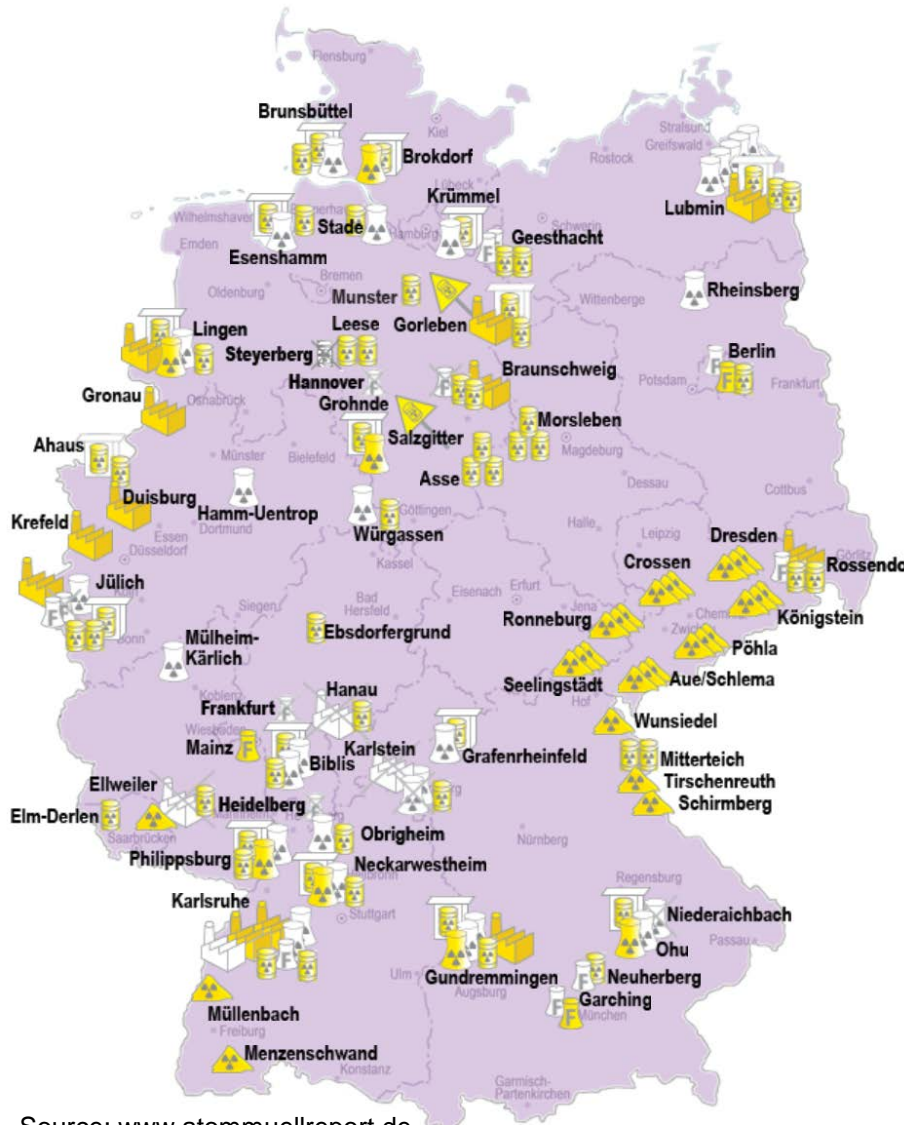 Flensburg
Brunsbüttel
Kiel
Stralsund
Greifswald
Brokdorf
Rostock
Lübeck
Krümmel
Lubmin
Wilhelmshaven
Stade
Hamburg
Schwerin
Geesthacht
Emden
Esenshamm
Bremen
Rheinsberg
Oldenburg
Munster
Wittenberge
Gorleben
Lingen
Leese
Steyerberg
Berlin
Braunschweig
Hannover
Potsdam
Frankfurt
Gronau
Osnabrück
Grohnde
Morsleben
Salzgitter
Ahaus
Münster
Bielefeld
Magdeburg
Asse
Dessau
Duisburg
Hamm-Uentrop
Cottbus
Krefeld
Essen
Dortmund
Göttingen
Würgassen
Halle
Leipzig
Dresden
Düsseldorf
Kassel
Görlitz
Crossen
Rossendo
Jülich
Köln
Siegen
Bad
Hersfeld
Eisenach
Erfurt
Jena
Chemnitz
Königstein
Ronneburg
Zwick
Bonn
Ebsdorfergrund
Pöhla
Mülheim-
Kärlich
Seelingstädt
Aue/Schlema
Koblenz
Hanau
Hof
Frankfurt
Wunsiedel
Wiesbaden
Mainz
Karlstein
Grafenrheinfeld
Biblis
Mitterteich
Tirschenreuth
Ellweiler
Schirmberg
Heidelberg
Elm-Derlen
Mannheim
Saarbrücken
Obrigheim
Nürnberg
Philippsburg
Neckarwestheim
Heilbronn
Regensburg
Karlsruhe
Stuttgart
Niederaichbach
Passau
Ohu
Gundremmingen
Ulm
Augsburg
Neuherberg
Garching
München
Müllenbach
Freiburg
Menzenschwand
Konstanz
Garmisch-
Partenkirchen
Source: www.atommuellreport.de